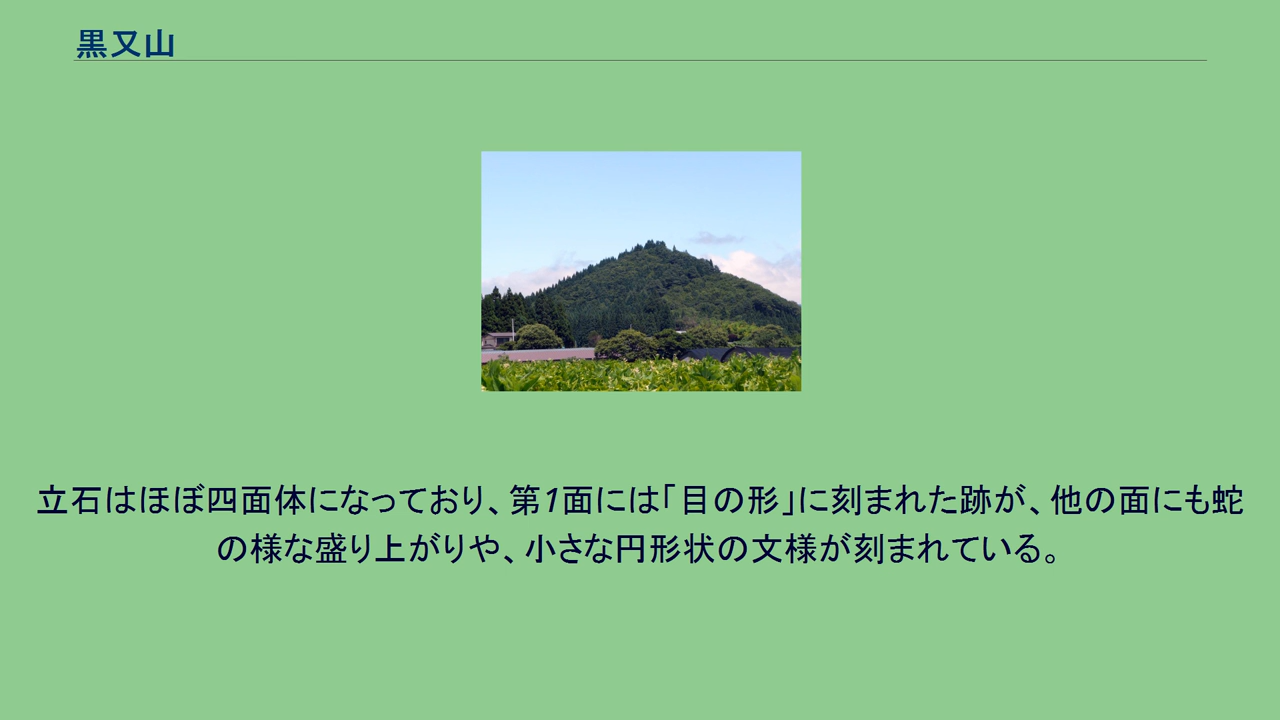 黒又山
立石はほぼ四面体になっており、第1面には「目の形」に刻まれた跡が、他の面にも蛇
の様な盛り上がりや、小さな円形状の文様が刻まれている。